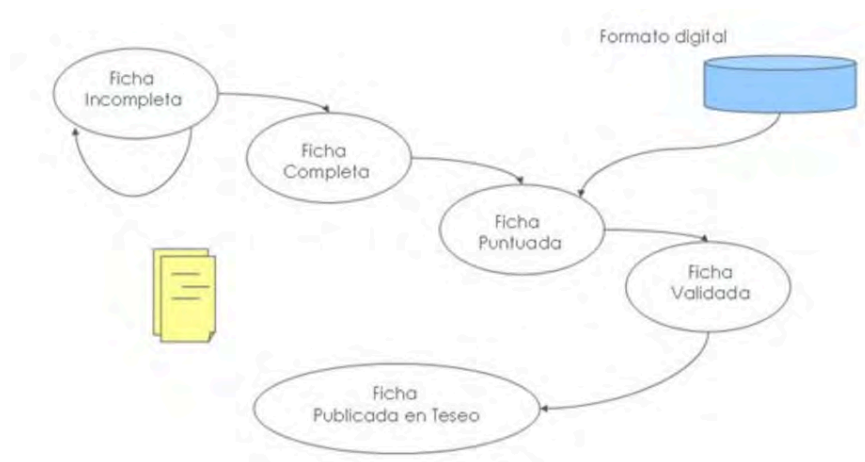 Formato digital
Ficha
Incompleta
Ficha
Completa
Ficha
Puntuada
Ficha
Validada
Ficha
Publicada en Teseo